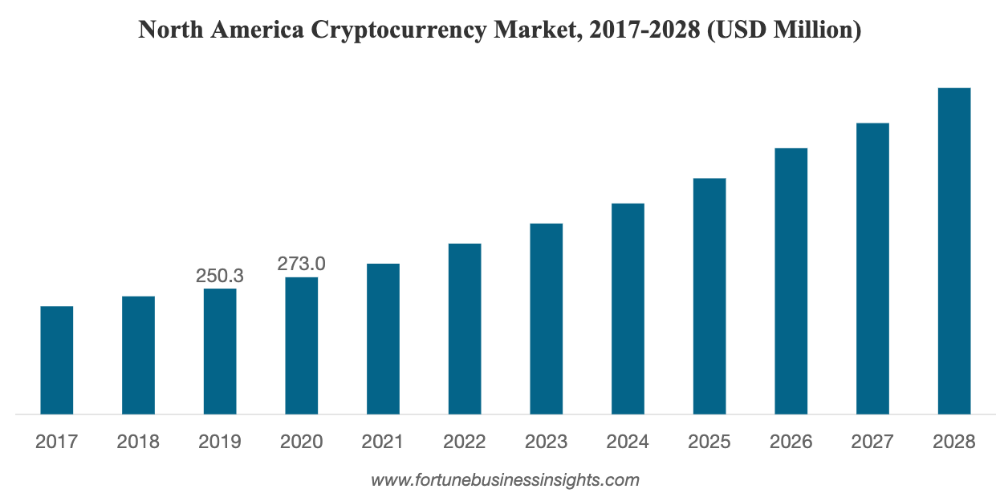 North America Cryptocurrency Market, 2017-2028 (USD Million)
250.3
273.0
2017 2018 2019 2020 2021 2022 2023 2024 2025 2026 2027 2028
www.fortunebusinessinsights.com